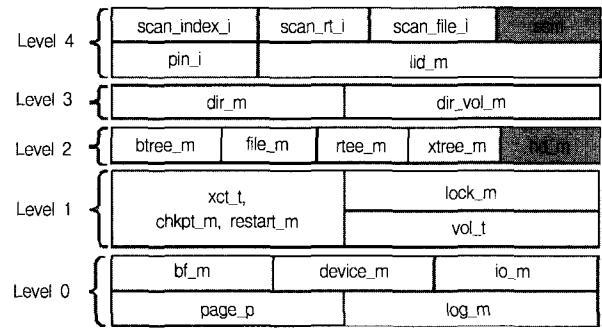 Level 4
scan_index_i
scan_rt_i
scan_file_i
ssm
pin_i
lid_m
Level 3
dir_m
dir_vol_m
Level 2
btree_m
file_m
rtee_m
xtree_m
Level 1
xct_t,
chkpt_m, restart_m
lock_m
vol_t
Level 0
bf_m
device_m
io_m
page_p
log_m